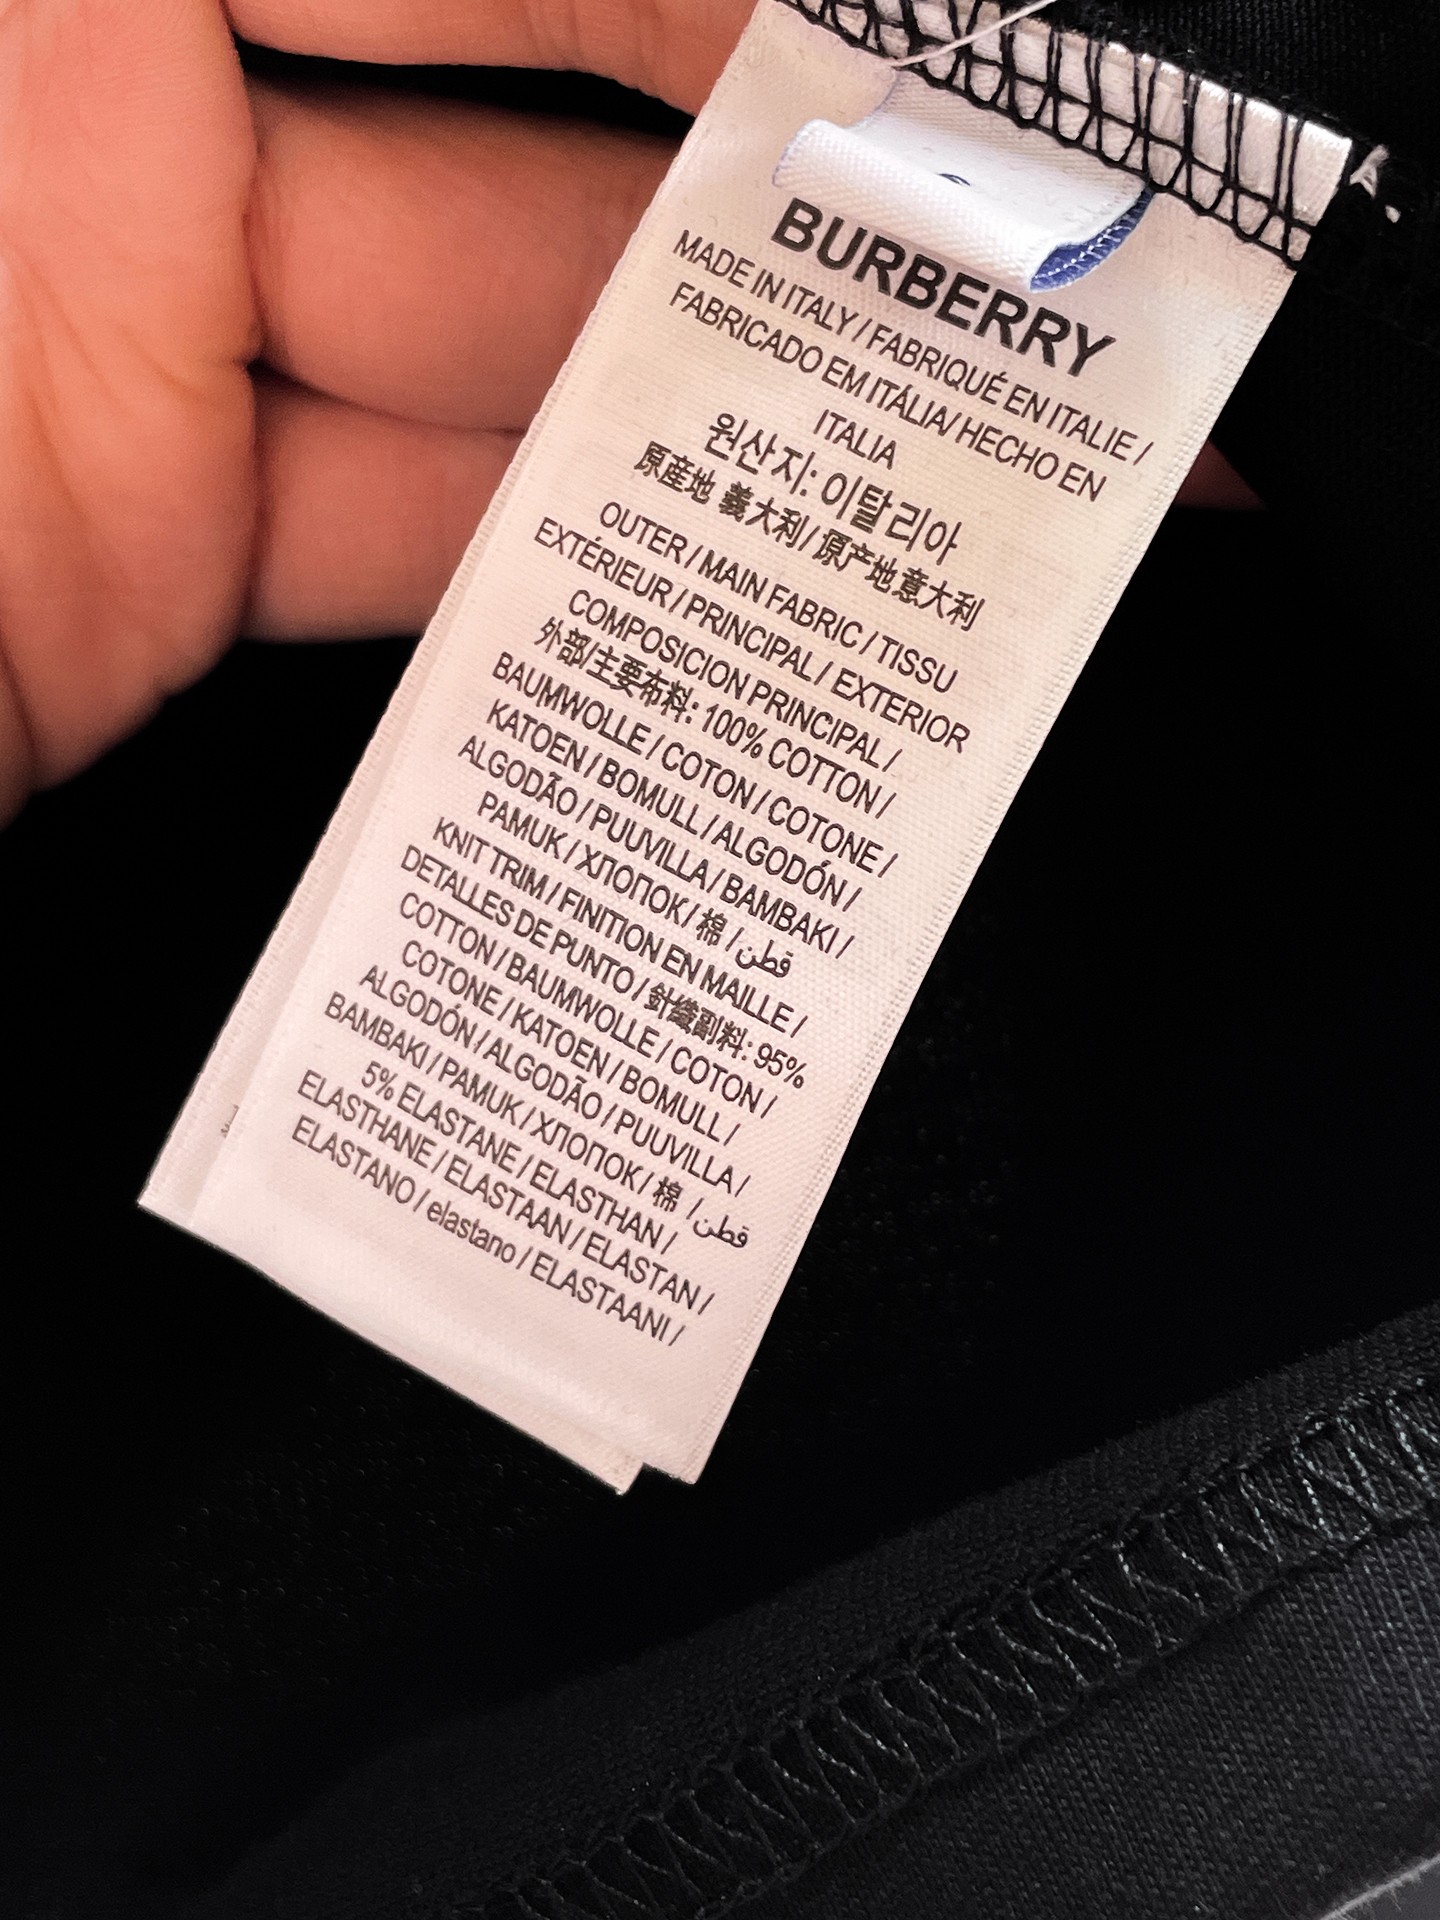 BURBERRY
MADE IN ITALY / FABRIQUÉ EN ITALIE /
FABRICADO EM ITÁLIA/ HECHO EN
ITALIA
원산지: 이탈리아
原産地 義大利/ 原产地意大利
OUTER / MAIN FABRIC / TISSU
EXTÉRIEUR / PRINCIPAL / EXTERIOR
COMPOSICION PRINCIPAL /
外部/主要布料: 100% COTTON /
BAUMWOLLE / COTON / COTONE /
KATOEN / BOMULL / ALGODÓN /
ALGODÃO / PUUVILLA / BAMBAKI /
PAMUK / ХЛОПОК / 棉 / قطن
KNIT TRIM / FINITION EN MAILLE /
DETALLES DE PUNTO / 針織副料: 95%
COTTON / BAUMWOLLE / COTON /
COTONE / KATOEN / BOMULL /
ALGODÓN / ALGODÃO / PUUVILLA /
BAMBAKI / PAMUK / ХЛОПОК / 棉 / قطن
5% ELASTANE / ELASTHAN /
ELASTHANE / ELASTAAN / ELASTAN /
ELASTANO / elastano / ELASTAANI /